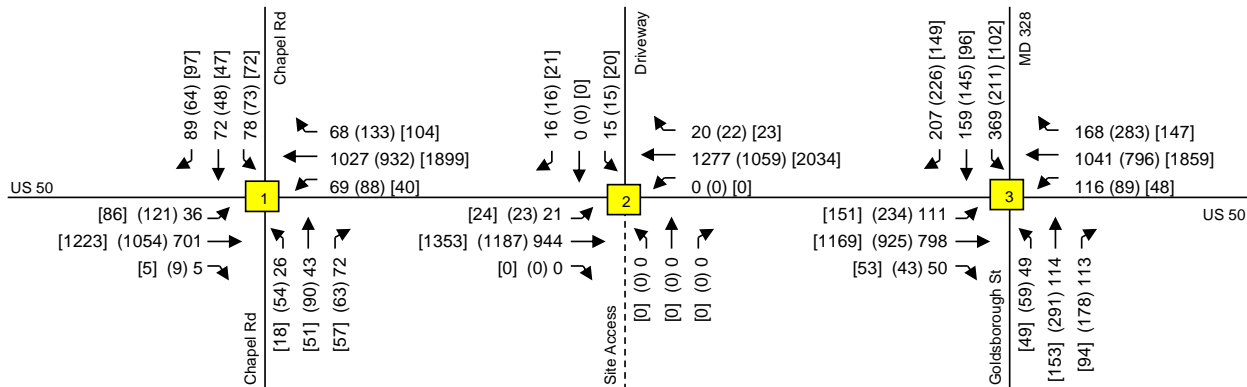 Chapel Rd
89 (64) [97]
72 (48) [47]
78 (73) [72]
68 (133) [104]
1027 (932) [1899]
69 (88) [40]
US 50
1
[86] (121) 36
[1223] (1054) 701
[5] (9) 5
[18] (54) 26
[51] (90) 43
[57] (63) 72
Chapel Rd
Driveway
16 (16) [21]
0 (0) [0]
15 (15) [20]
20 (22) [23]
1277 (1059) [2034]
0 (0) [0]
2
[24] (23) 21
[1353] (1187) 944
[0] (0) 0
[0] (0) 0
[0] (0) 0
[0] (0) 0
Site Access
MD 328
207 (226) [149]
159 (145) [96]
369 (211) [102]
168 (283) [147]
1041 (796) [1859]
116 (89) [48]
3
US 50
[151] (234) 111
[1169] (925) 798
[53] (43) 50
[49] (59) 49
[153] (291) 114
[94] (178) 113
Goldsborough St